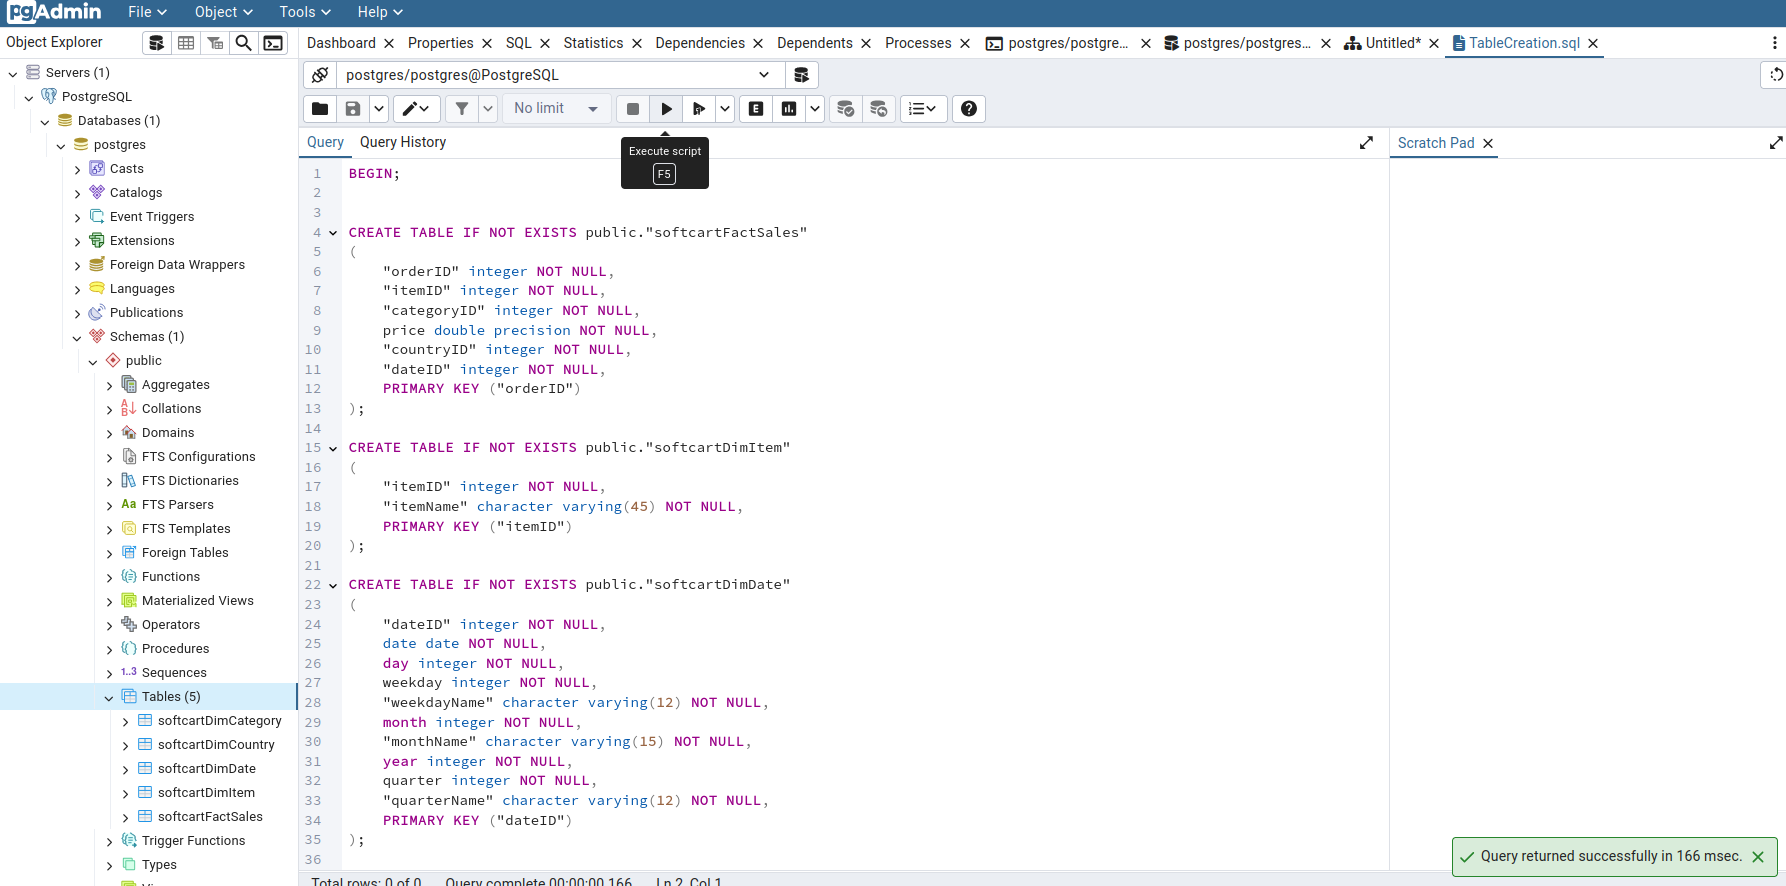 pgAdmin File Object Tools Help
Object Explorer
Dashboard Properties SQL Statistics Dependencies Dependents Processes postgres/postgre... postgres/postgres... Untitled* TableCreation.sql
Servers (1)
PostgreSQL
Databases (1)
postgres
Casts
Catalogs
Event Triggers
Extensions
Foreign Data Wrappers
Languages
Publications
Schemas (1)
public
Aggregates
Collations
Domains
FTS Configurations
FTS Dictionaries
Aa FTS Parsers
FTS Templates
Foreign Tables
Functions
Materialized Views
Operators
Procedures
1..3 Sequences
Tables (5)
softcartDimCategory
softcartDimCountry
softcartDimDate
softcartDimItem
softcartFactSales
Trigger Functions
Types
postgres/postgres@PostgreSQL
No limit E
Query Query History
Execute script
F5
Scratch Pad
1 BEGIN;
2
3
4 CREATE TABLE IF NOT EXISTS public."softcartFactSales"
5 (
6 "orderID" integer NOT NULL,
7 "itemID" integer NOT NULL,
8 "categoryID" integer NOT NULL,
9 price double precision NOT NULL,
10 "countryID" integer NOT NULL,
11 "dateID" integer NOT NULL,
12 PRIMARY KEY ("orderID")
13 );
14
15 CREATE TABLE IF NOT EXISTS public."softcartDimItem"
16 (
17 "itemID" integer NOT NULL,
18 "itemName" character varying(45) NOT NULL,
19 PRIMARY KEY ("itemID")
20 );
21
22 CREATE TABLE IF NOT EXISTS public."softcartDimDate"
23 (
24 "dateID" integer NOT NULL,
25 date date NOT NULL,
26 day integer NOT NULL,
27 weekday integer NOT NULL,
28 "weekdayName" character varying(12) NOT NULL,
29 month integer NOT NULL,
30 "monthName" character varying(15) NOT NULL,
31 year integer NOT NULL,
32 quarter integer NOT NULL,
33 "quarterName" character varying(12) NOT NULL,
34 PRIMARY KEY ("dateID")
35 );
36
Query returned successfully in 166 msec.
Total rows: 0 of 0 Query complete 00:00:00.166 Ln 2, Col 1